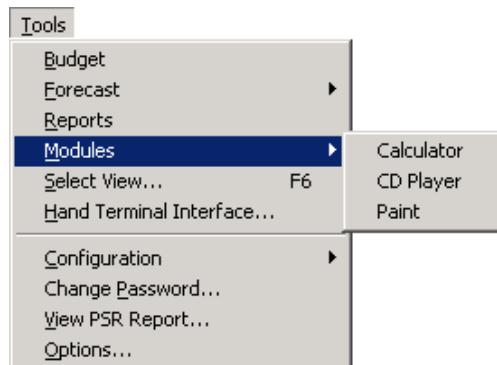 Tools
Budget
Forecast
Reports
Modules
Calculator
Select View... F6
CD Player
Hand Terminal Interface...
Paint
Configuration
Change Password...
View PSR Report...
Options...